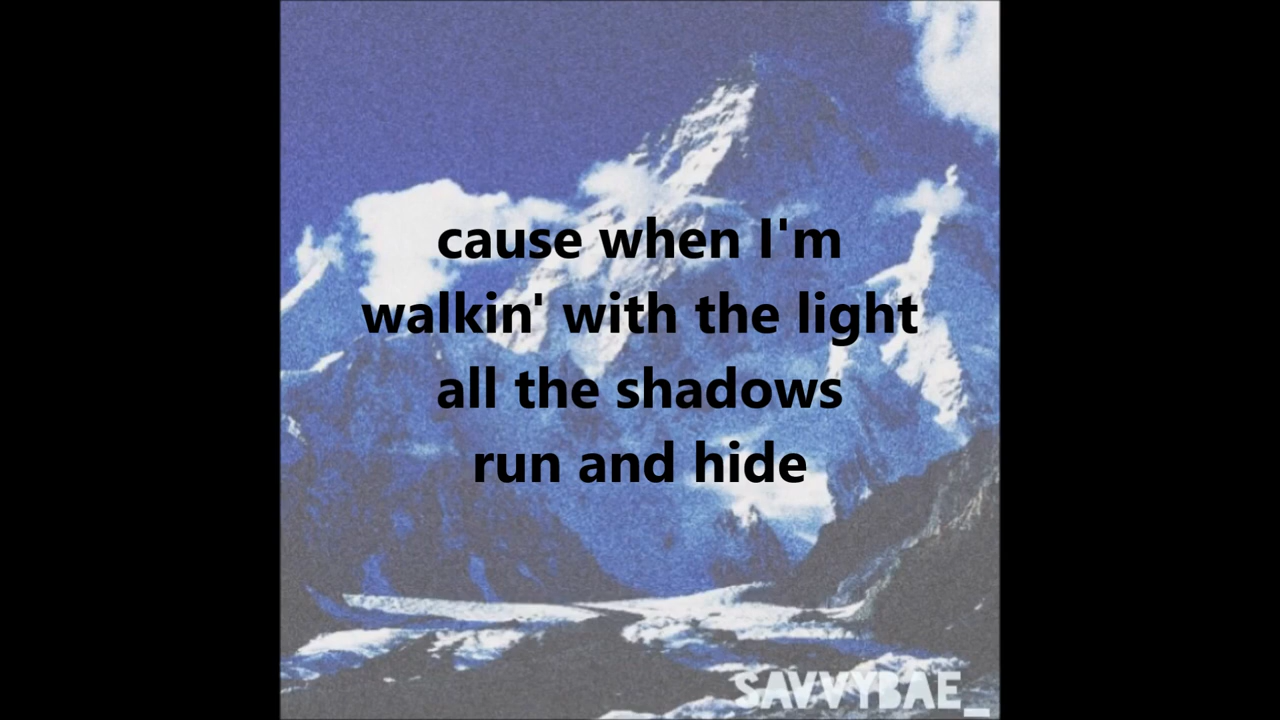 cause when I'm
walkin' with the light
all the shadows
run and hide
SAVVYBAE_